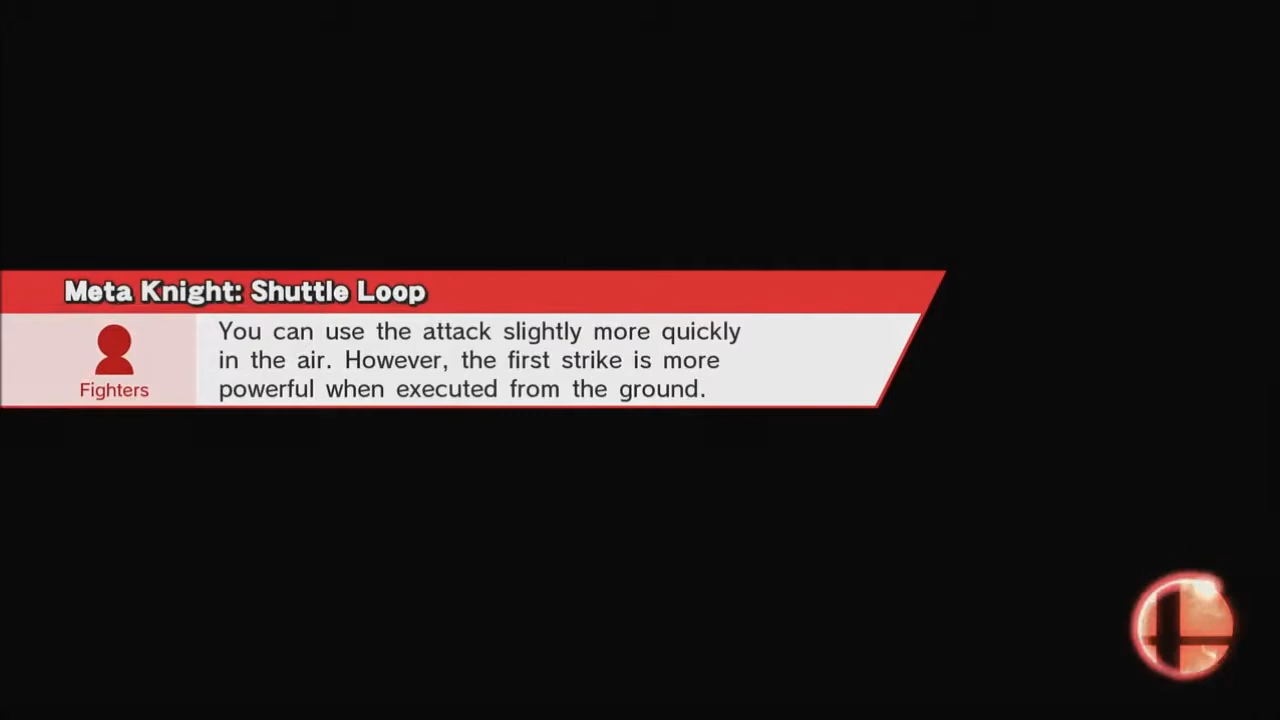 Meta Knight: Shuttle Loop
Fighters
You can use the attack slightly more quickly
in the air. However, the first strike is more
powerful when executed from the ground.